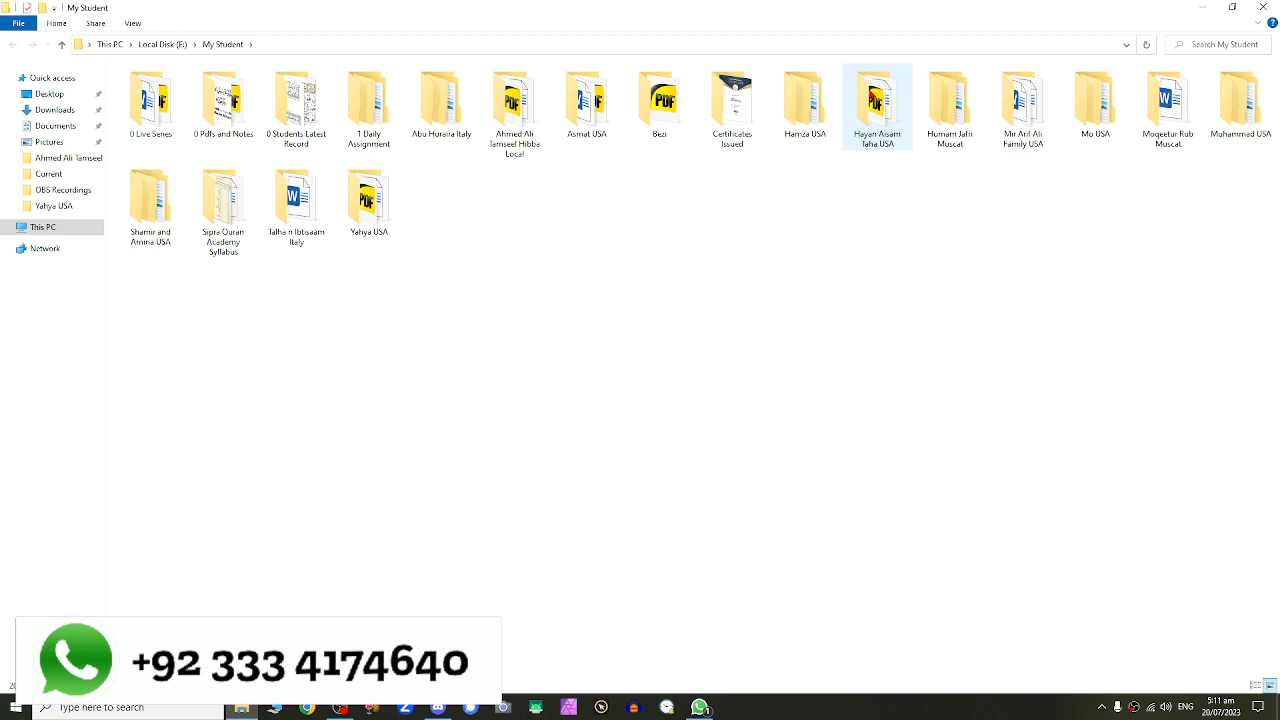 My Student
File Home Share View
This PC Local Disk (E:) My Student
Search My Student
Quick access
Desktop
Downloads
Documents
Pictures
Ahmed Ali Tamseel
Current
OBS Recordings
Yahya USA
This PC
Network
0 Live Series
0 Pdfs and Notes
0 Students Latest
Record
1 Daily
Assignment
Abu Huraira Italy
Ahmed Ali
Tamseel Hibba
Local
Asmat USA
Bezi
Certificates
Issued
Hamza USA
Hayan Aisam
Taha USA
Humam Jafri
Muscat
Mir Arif Ali
Family USA
Mo USA
Moqeetur Rub
Muscat
Muhammad USA
Shamir and
Amina USA
Sipra Quran
Academy
Syllabus
Talha n Ibtisaam
Italy
Yahya USA
+92 333 4174640
Type here to search
ENG
5:11 am
20/07/2023